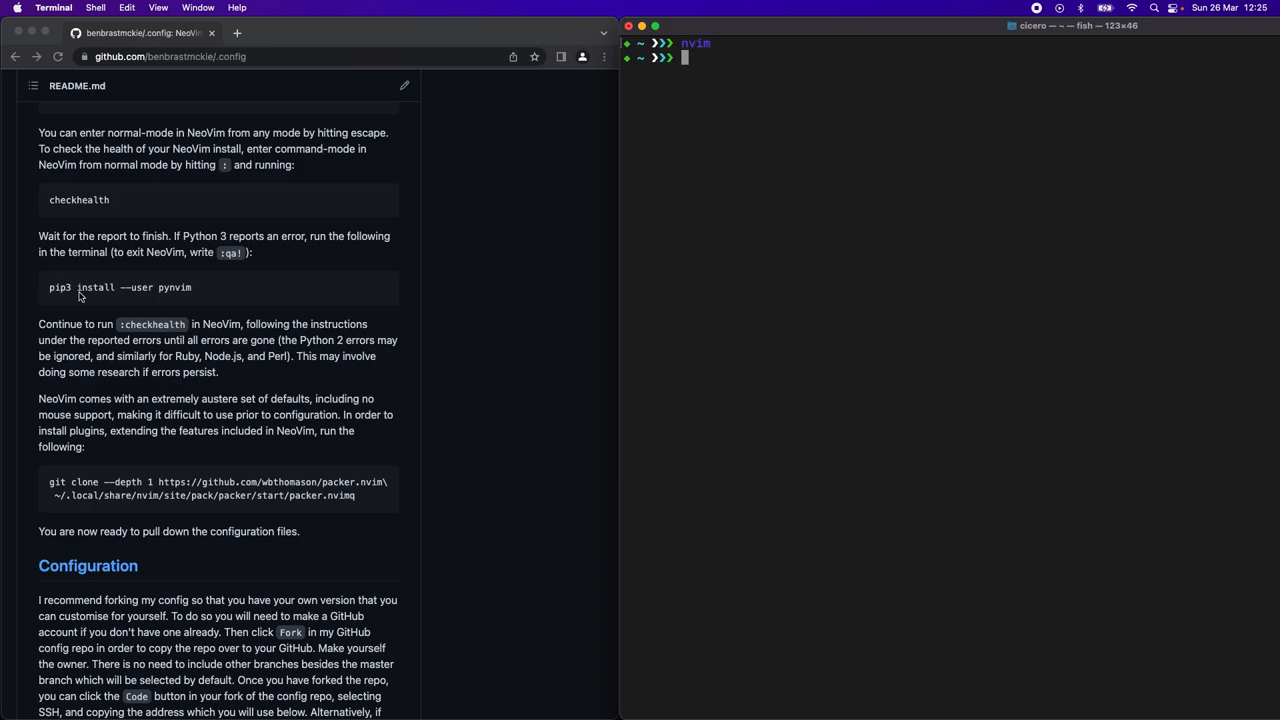 Terminal Shell Edit View Window Help Sun 26 Mar 12:25
benbrastmckie/.config: NeoVi
github.com/benbrastmckie/.config
README.md
You can enter normal-mode in NeoVim from any mode by hitting escape.
To check the health of your NeoVim install, enter command-mode in
NeoVim from normal mode by hitting : and running:
checkhealth
Wait for the report to finish. If Python 3 reports an error, run the following
in the terminal (to exit NeoVim, write :qa! ):
pip3 install --user pynvim
Continue to run :checkhealth in NeoVim, following the instructions
under the reported errors until all errors are gone (the Python 2 errors may
be ignored, and similarly for Ruby, Node.js, and Perl). This may involve
doing some research if errors persist.
NeoVim comes with an extremely austere set of defaults, including no
mouse support, making it difficult to use prior to configuration. In order to
install plugins, extending the features included in NeoVim, run the
following:
git clone --depth 1 https://github.com/wbthomason/packer.nvim\
~/.local/share/nvim/site/pack/packer/start/packer.nvimq
You are now ready to pull down the configuration files.
Configuration
I recommend forking my config so that you have your own version that you
can customise for yourself. To do so you will need to make a GitHub
account if you don't have one already. Then click Fork in my GitHub
config repo in order to copy the repo over to your GitHub. Make yourself
the owner. There is no need to include other branches besides the master
branch which will be selected by default. Once you have forked the repo,
you can click the Code button in your fork of the config repo, selecting
SSH, and copying the address which you will use below. Alternatively, if
cicero — ~ — fish — 123×46
◆ ~ ❯❯❯ nvim
◆ ~ ❯❯❯